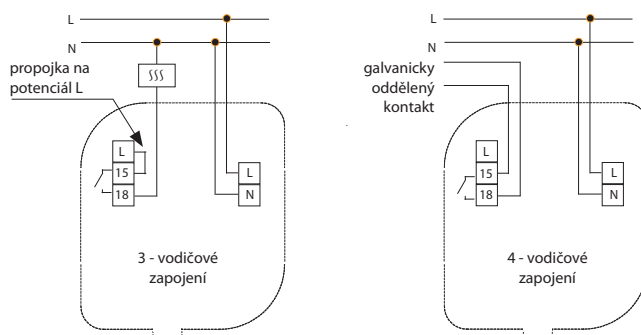 L
N
propojka na
potenciál L
L
15
18
L
N
3 - vodičové
zapojení
L
N
galvanicky
oddělený
kontakt
L
15
18
L
N
4 - vodičové
zapojení